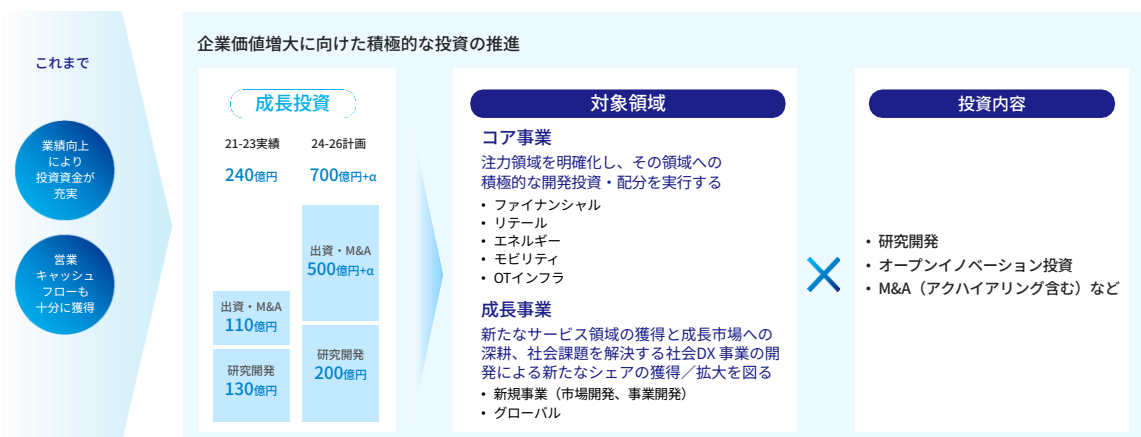 これまで
業績向上
により
投資資金が
充実
営業
キャッシュ
フローも
十分に獲得
企業価値増大に向けた積極的な投資の推進
成長投資
21-23実績
24-26計画
240億円
700億円+α
出資・M&A
500億円+α
出資・M&A
110億円
研究開発
200億円
研究開発
130億円
対象領域
コア事業
注力領域を明確化し、その領域への
積極的な開発投資・配分を実行する
• ファイナンシャル
• リテール
• エネルギー
• モビリティ
• OTインフラ
成長事業
新たなサービス領域の獲得と成長市場への
深耕、社会課題を解決する社会DX 事業の開
発による新たなシェアの獲得／拡大を図る
• 新規事業（市場開発、事業開発）
• グローバル
投資内容
• 研究開発
• オープンイノベーション投資
• M&A（アクハイアリング含む）など